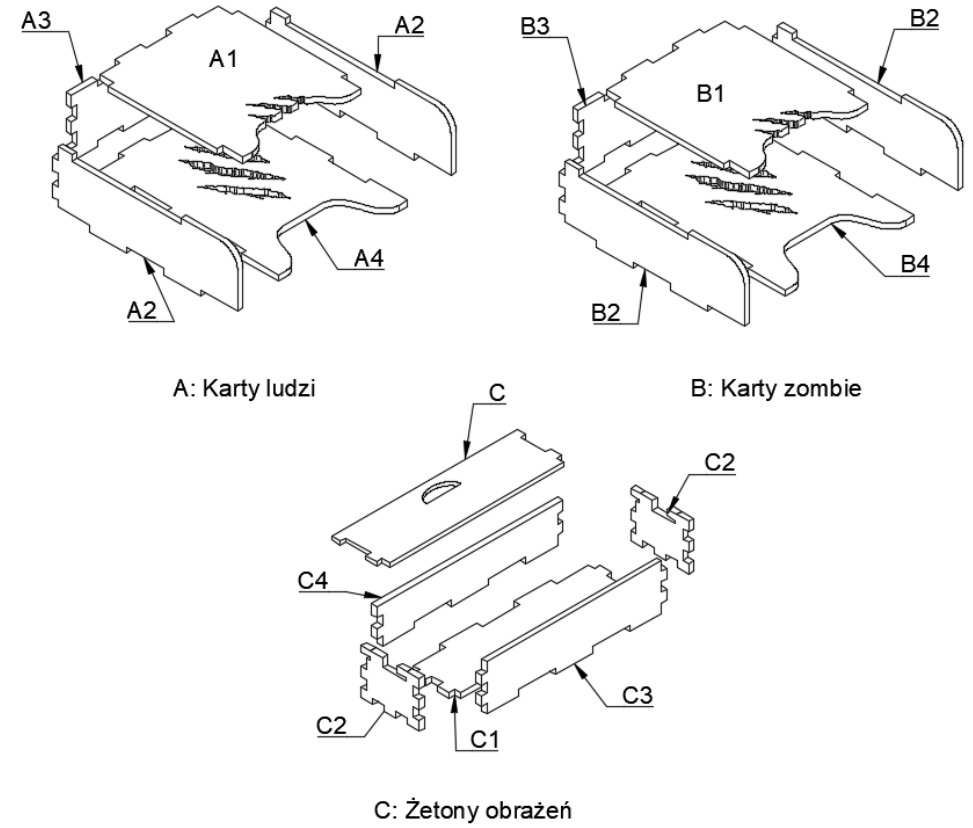 A3
A2
A1
A4
A2
B3
B2
B1
B4
B2
A: Karty ludzi
B: Karty zombie
C
C2
C4
C3
C2
C1
C: Żetony obrażeń